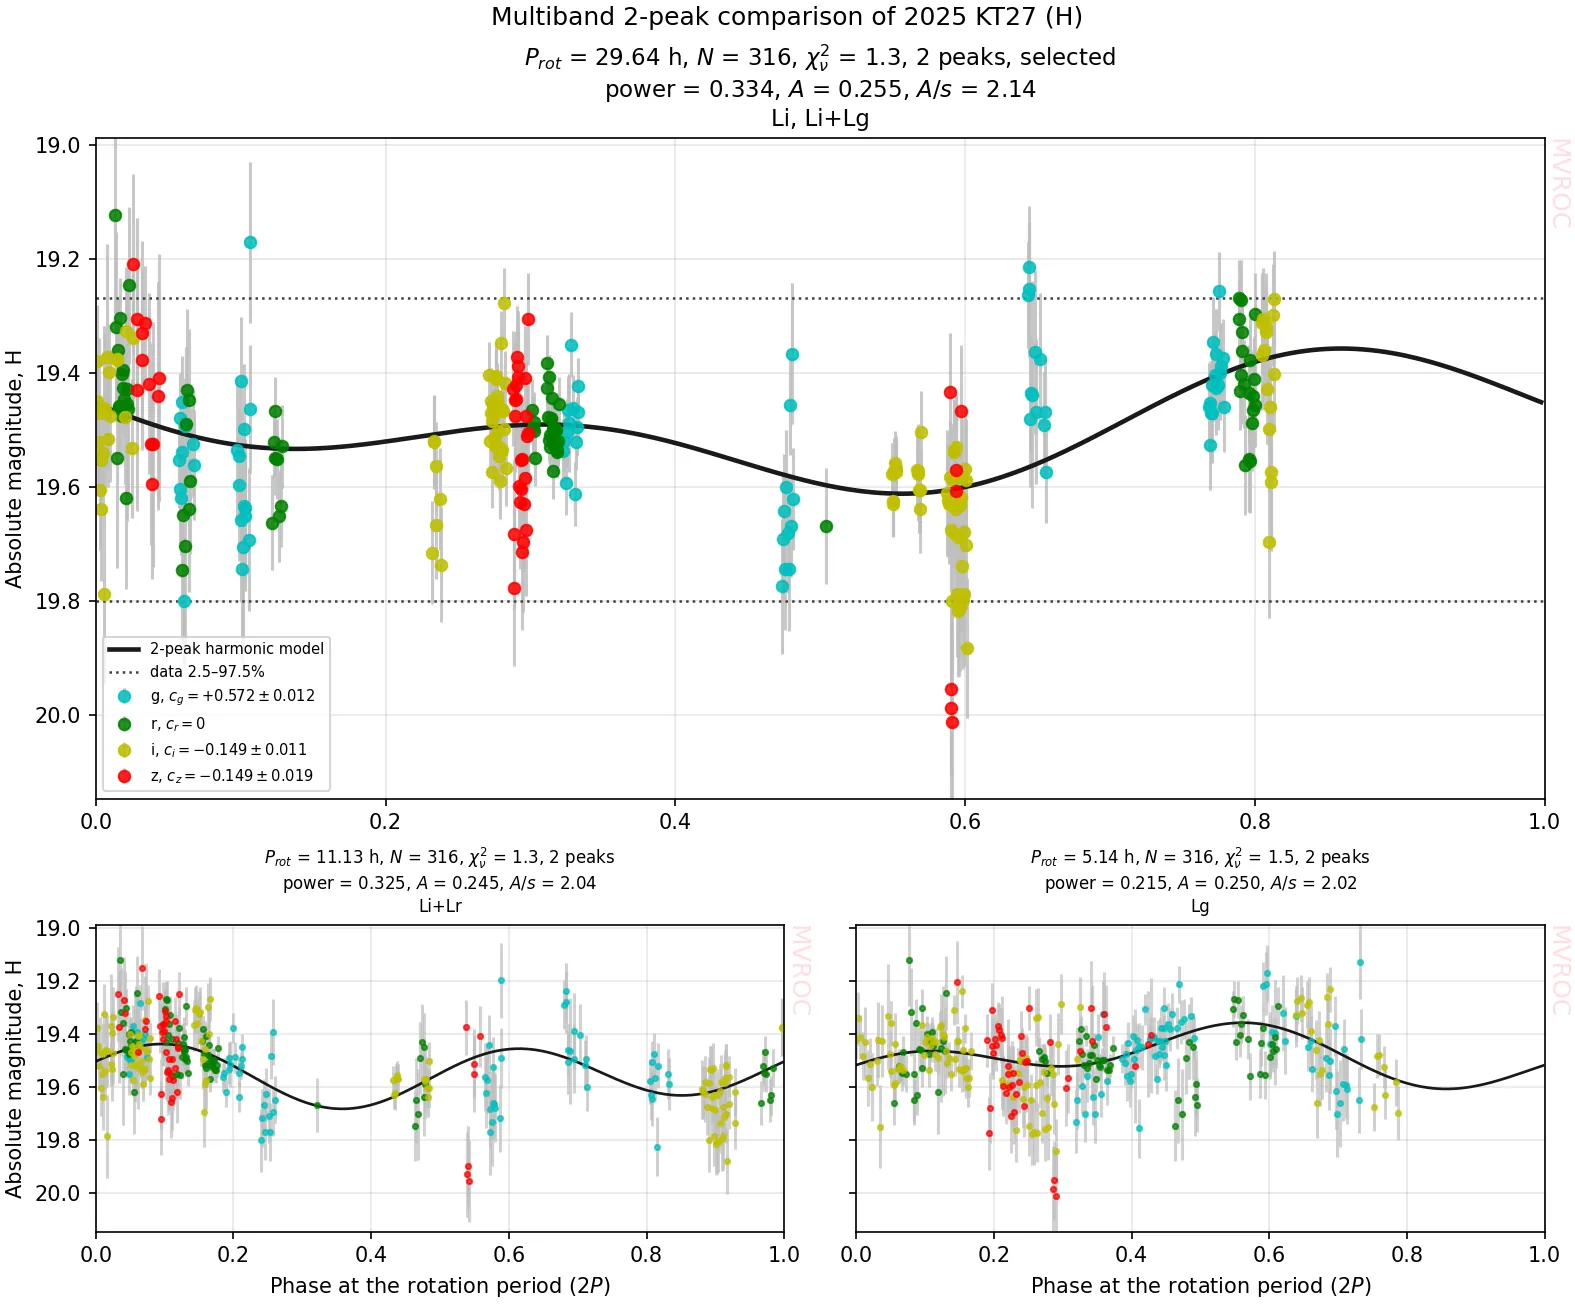 Multiband 2-peak comparison of 2025 KT27 (H)
P_rot = 29.64 h, N = 316, χ²_ν = 1.3, 2 peaks, selected
power = 0.334, A = 0.255, A/s = 2.14
Li, Li+Lg
19.0
19.2
19.4
19.6
19.8
20.0
Absolute magnitude, H
MVROC
2-peak harmonic model
data 2.5–97.5%
g, c_g = +0.572 ± 0.012
r, c_r = 0
i, c_i = −0.149 ± 0.011
z, c_z = −0.149 ± 0.019
0.0 0.2 0.4 0.6 0.8 1.0
P_rot = 11.13 h, N = 316, χ²_ν = 1.3, 2 peaks
power = 0.325, A = 0.245, A/s = 2.04
Li+Lr
19.0
19.2
19.4
19.6
19.8
20.0
Absolute magnitude, H
MVROC
0.0 0.2 0.4 0.6 0.8 1.0
Phase at the rotation period (2P)
P_rot = 5.14 h, N = 316, χ²_ν = 1.5, 2 peaks
power = 0.215, A = 0.250, A/s = 2.02
Lg
MVROC
0.0 0.2 0.4 0.6 0.8 1.0
Phase at the rotation period (2P)